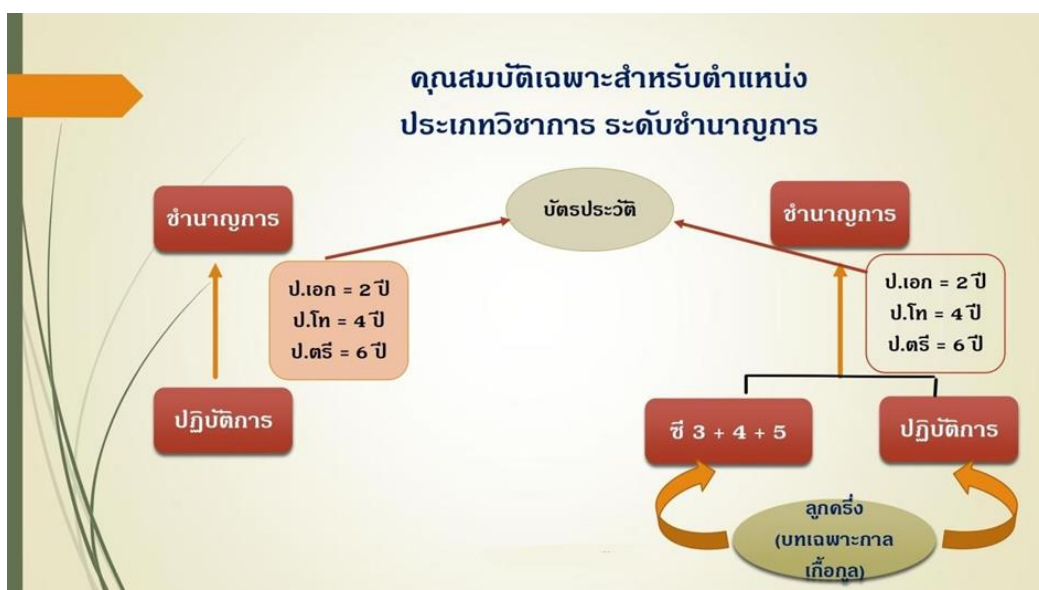 คุณสมบัติเฉพาะสำหรับตำแหน่ง
ประเภทวิชาการ ระดับชำนาญการ
บัตรประวัติ
ชำนาญการ
ป.เอก = 2 ปี
ป.โท = 4 ปี
ป.ตรี = 6 ปี
ปฏิบัติการ
ชำนาญการ
ป.เอก = 2 ปี
ป.โท = 4 ปี
ป.ตรี = 6 ปี
ซี 3 + 4 + 5
ปฏิบัติการ
ลูกครึ่ง
(บทเฉพาะกาล
เกื้อกูล)